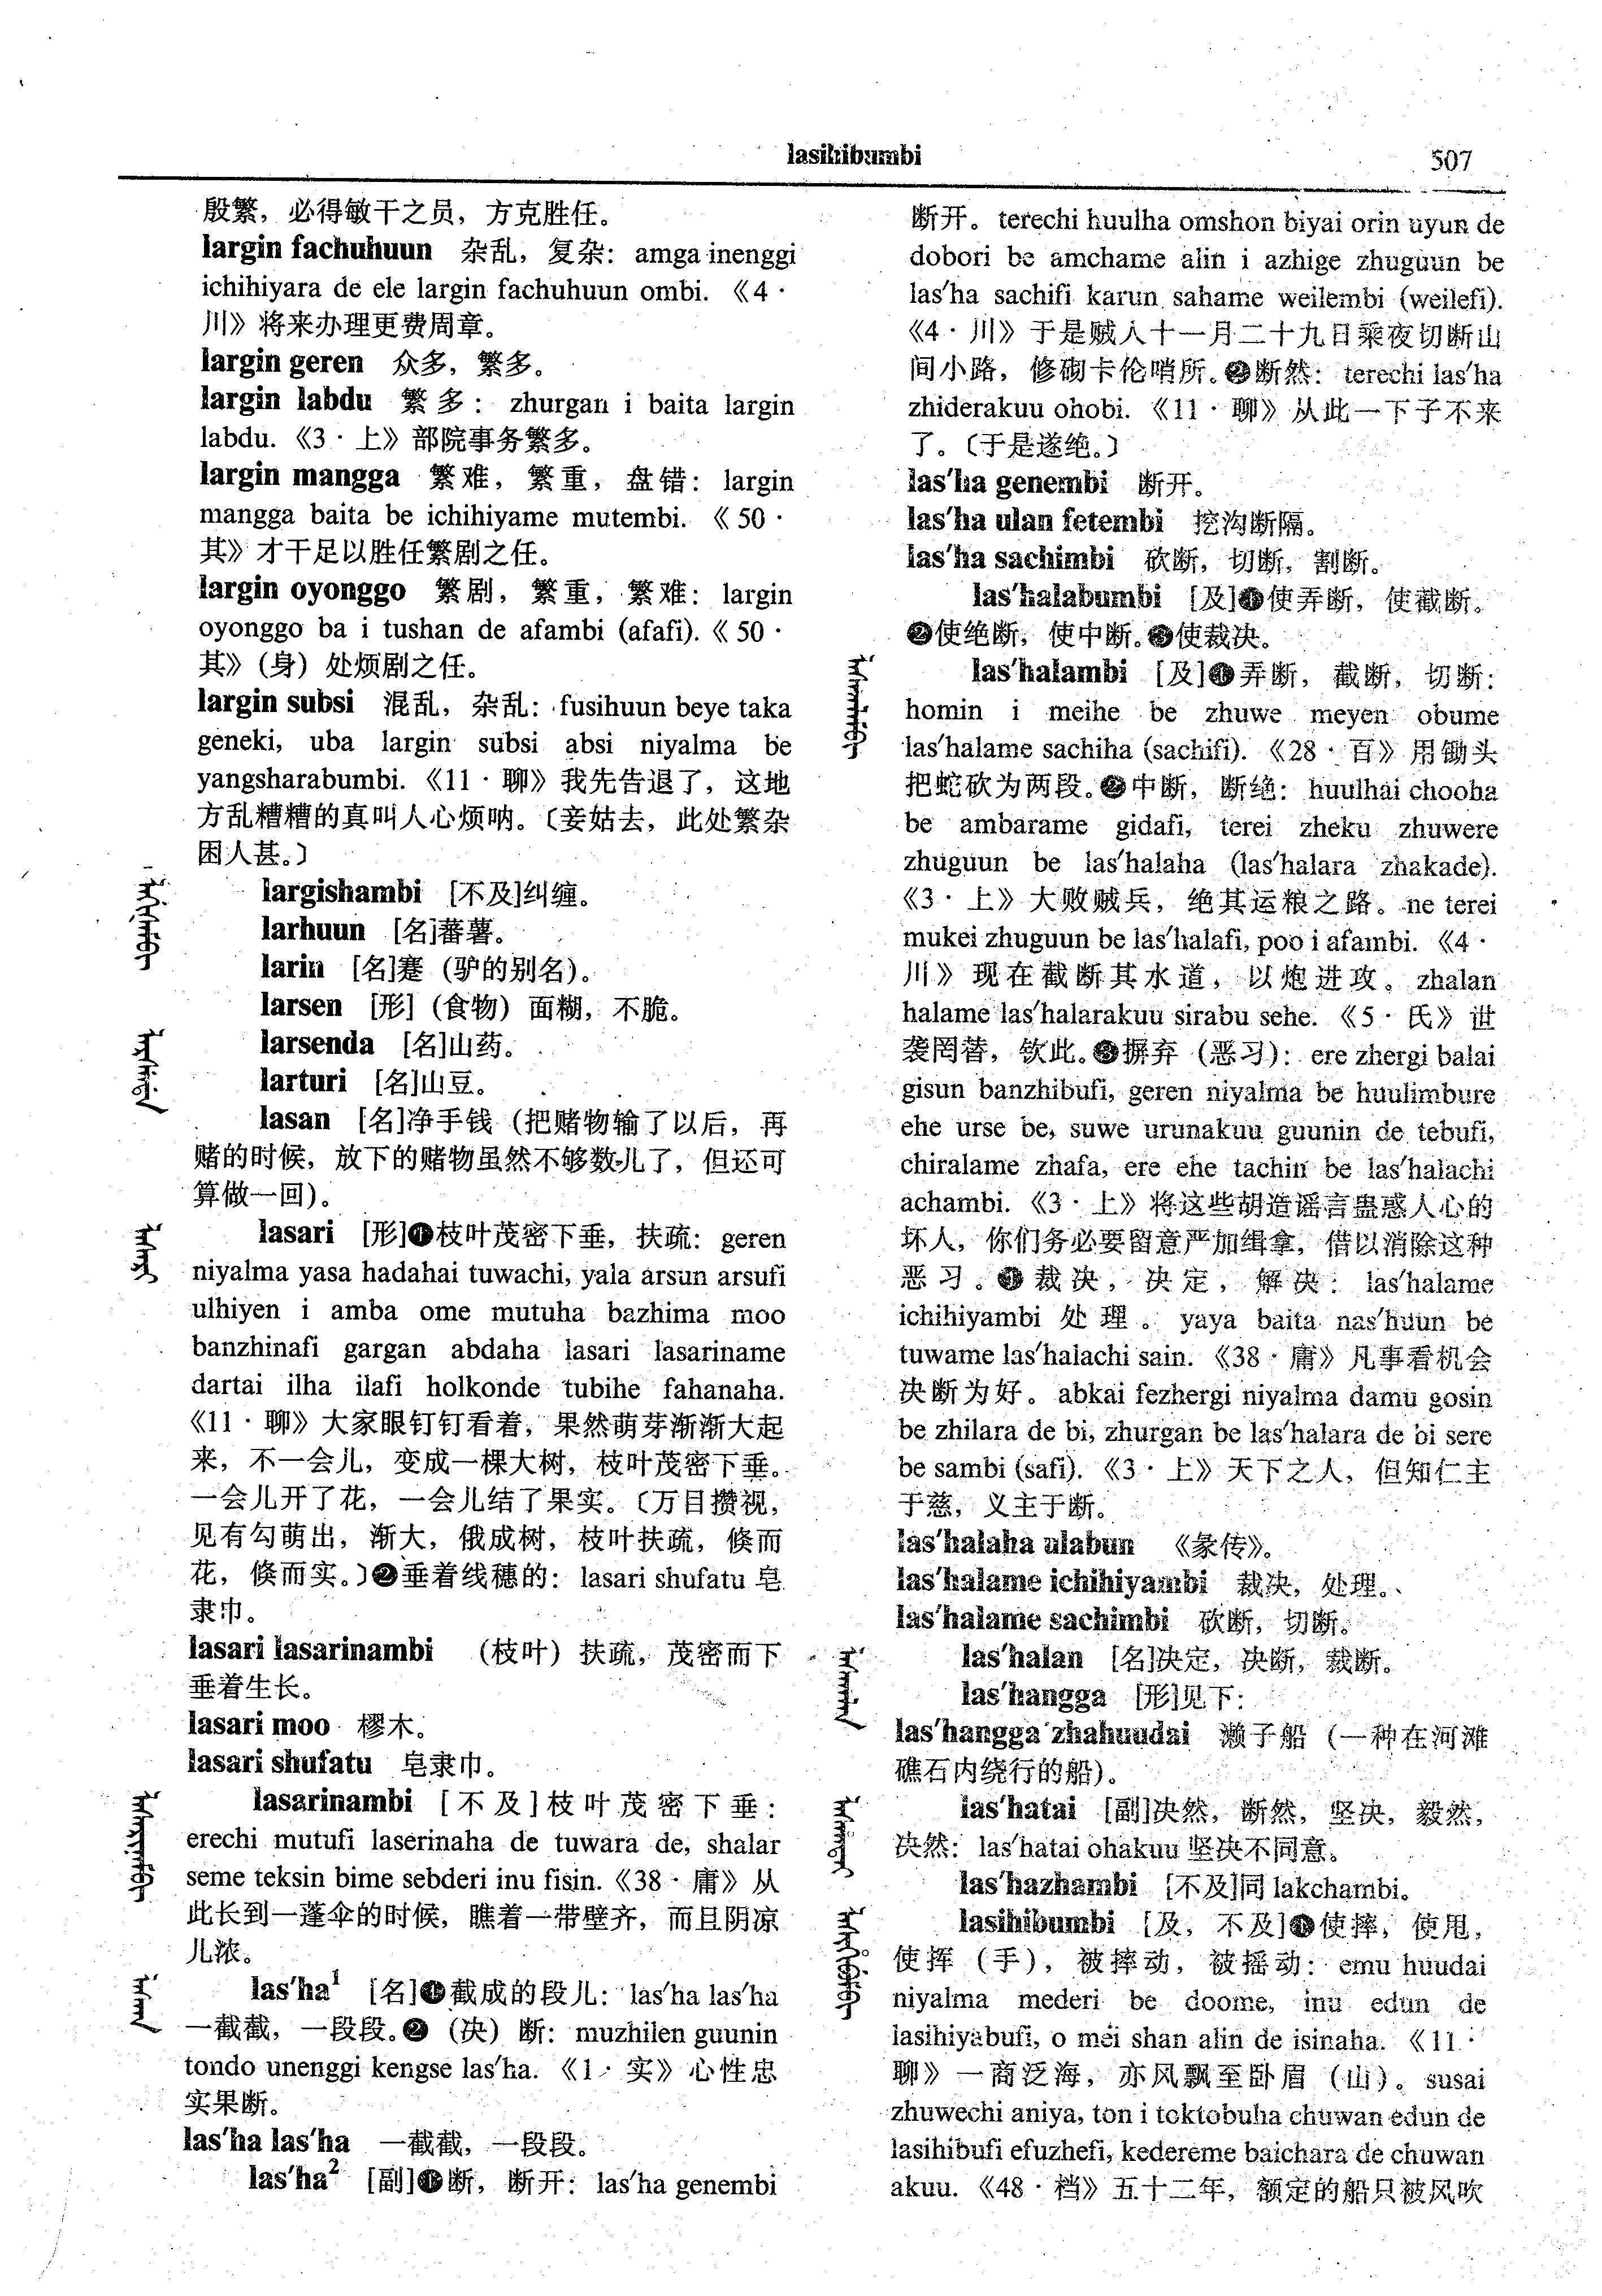 lasihibumbi
507
殷繁，必得敏干之员，方克胜任。
largin fachuhuun 杂乱，复杂：amga inenggi
ichihiyara de ele largin fachuhuun ombi.《4·
川》将来办理更费周章。
largin geren 众多，繁多。
largin labdu 繁多：zhurgan i baita largin
labdu.《3·上》部院事务繁多。
largin mangga 繁难，繁重，盘错：largin
mangga baita be ichihiyame mutembi.《50·
其》才干足以胜任繁剧之任。
largin oyonggo 繁剧，繁重，繁难：largin
oyonggo ba i tushan de afambi (afafi).《50·
其》（身）处烦剧之任。
largin subsi 混乱，杂乱：fusihuun beye taka
geneki, uba largin subsi absi niyalma be
yangsharabumbi.《11·聊》我先告退了，这地
方乱糟糟的真叫人心烦呐。〔妾姑去，此处繁杂
困人甚。〕
largishambi [不及]纠缠。
larhuun [名]蕃薯。
larin [名]蹇（驴的别名）。
larsen [形]（食物）面糊，不脆。
larsenda [名]山药。
larturi [名]山豆。
lasan [名]净手钱（把赌物输了以后，再
赌的时候，放下的赌物虽然不够数儿了，但还可
算做一回）。
lasari [形]❶枝叶茂密下垂，扶疏：geren
niyalma yasa hadahai tuwachi, yala arsun arsufi
ulhiyen i amba ome mutuha bazhima moo
banzhinafi gargan abdaha lasari lasariname
dartai ilha ilafi holkonde tubihe fahanaha.
《11·聊》大家眼钉钉看着，果然萌芽渐渐大起
来，不一会儿，变成一棵大树，枝叶茂密下垂。
一会儿开了花，一会儿结了果实。〔万目攒视，
见有勾萌出，渐大，俄成树，枝叶扶疏，倏而
花，倏而实。〕❷垂着线穗的：lasari shufatu 皂
隶巾。
lasari lasarinambi （枝叶）扶疏，茂密而下
垂着生长。
lasari moo 樛木。
lasari shufatu 皂隶巾。
lasarinambi [不及]枝叶茂密下垂：
erechi mutufi laserinaha de tuwara de, shalar
seme teksin bime sebderi inu fisin.《38·庸》从
此长到一蓬伞的时候，瞧着一带壁齐，而且阴凉
儿浓。
las'ha¹ [名]❶截成的段儿：las'ha las'ha
一截截，一段段。❷（决）断：muzhilen guunin
tondo unenggi kengse las'ha.《1·实》心性忠
实果断。
las'ha las'ha 一截截，一段段。
las'ha² [副]❶断，断开：las'ha genembi
断开。terechi huulha omshon biyai orin uyun de
dobori be amchame alin i azhige zhuguun be
las'ha sachifi karun sahame weilembi (weilefi).
《4·川》于是贼人十一月二十九日乘夜切断山
间小路，修砌卡伦哨所。❷断然：terechi las'ha
zhiderakuu ohobi.《11·聊》从此一下子不来
了。〔于是遂绝。〕
las'ha genembi 断开。
las'ha ulan fetembi 挖沟断隔。
las'ha sachimbi 砍断，切断，割断。
las'halabumbi [及]❶使弄断，使截断。
❷使绝断，使中断。❸使裁决。
las'halambi [及]❶弄断，截断，切断：
homin i meihe be zhuwe meyen obume
las'halame sachiha (sachifi).《28·百》用锄头
把蛇砍为两段。❷中断，断绝：huulhai chooha
be ambarame gidafi, terei zheku zhuwere
zhuguun be las'halaha (las'halara zhakade).
《3·上》大败贼兵，绝其运粮之路。ne terei
mukei zhuguun be las'halafi, poo i afambi.《4·
川》现在截断其水道，以炮进攻。zhalan
halame las'halarakuu sirabu sehe.《5·氏》世
袭罔替，钦此。❸摒弃（恶习）：ere zhergi balai
gisun banzhibufi, geren niyalma be huulimbure
ehe urse be, suwe urunakuu guunin de tebufi,
chiralame zhafa, ere ehe tachin be las'halachi
achambi.《3·上》将这些胡造谣言蛊惑人心的
坏人，你们务必要留意严加缉拿，借以消除这种
恶习。❹裁决，决定，解决：las'halame
ichihiyambi 处理。yaya baita nas'huun be
tuwame las'halachi sain.《38·庸》凡事看机会
决断为好。abkai fezhergi niyalma damu gosin
be zhilara de bi, zhurgan be las'halara de bi sere
be sambi (safi).《3·上》天下之人，但知仁主
于慈，义主于断。
las'halaha ulabun 《彖传》。
las'halame ichihiyambi 裁决，处理。
las'halame sachimbi 砍断，切断。
las'halan [名]决定，决断，裁断。
las'hangga [形]见下：
las'hangga zhahuudai 濑子船（一种在河滩
礁石内绕行的船）。
las'hatai [副]决然，断然，坚决，毅然，
决然：las'hatai ohakuu 坚决不同意。
las'hazhambi [不及]同 lakchambi。
lasihibumbi [及，不及]❶使摔，使甩，
使挥（手），被摔动，被摇动：emu huudai
niyalma mederi be doome, inu edun de
lasihiyabufi, o mei shan alin de isinaha.《11·
聊》一商泛海，亦风飘至卧眉（山）。susai
zhuwechi aniya, ton i toktobuha chuwan edun de
lasihibufi efuzhefi, kedereme baichara de chuwan
akuu.《48·档》五十二年，额定的船只被风吹